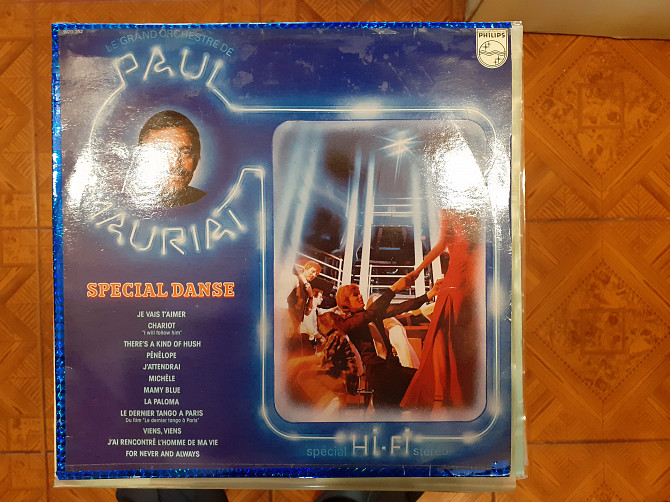 PHILIPS
LE GRAND ORCHESTRE DE
PAUL
MAURIAT
SPECIAL DANSE
JE VAIS T'AIMER
CHARIOT
"I will follow him"
THERE'S A KIND OF HUSH
PÉNÉLOPE
J'ATTENDRAI
MICHÈLE
MAMY BLUE
LA PALOMA
LE DERNIER TANGO A PARIS
Du film "Le dernier tango à Paris"
VIENS, VIENS
J'AI RENCONTRÉ L'HOMME DE MA VIE
FOR NEVER AND ALWAYS
spécial Hi-Fi stéréo